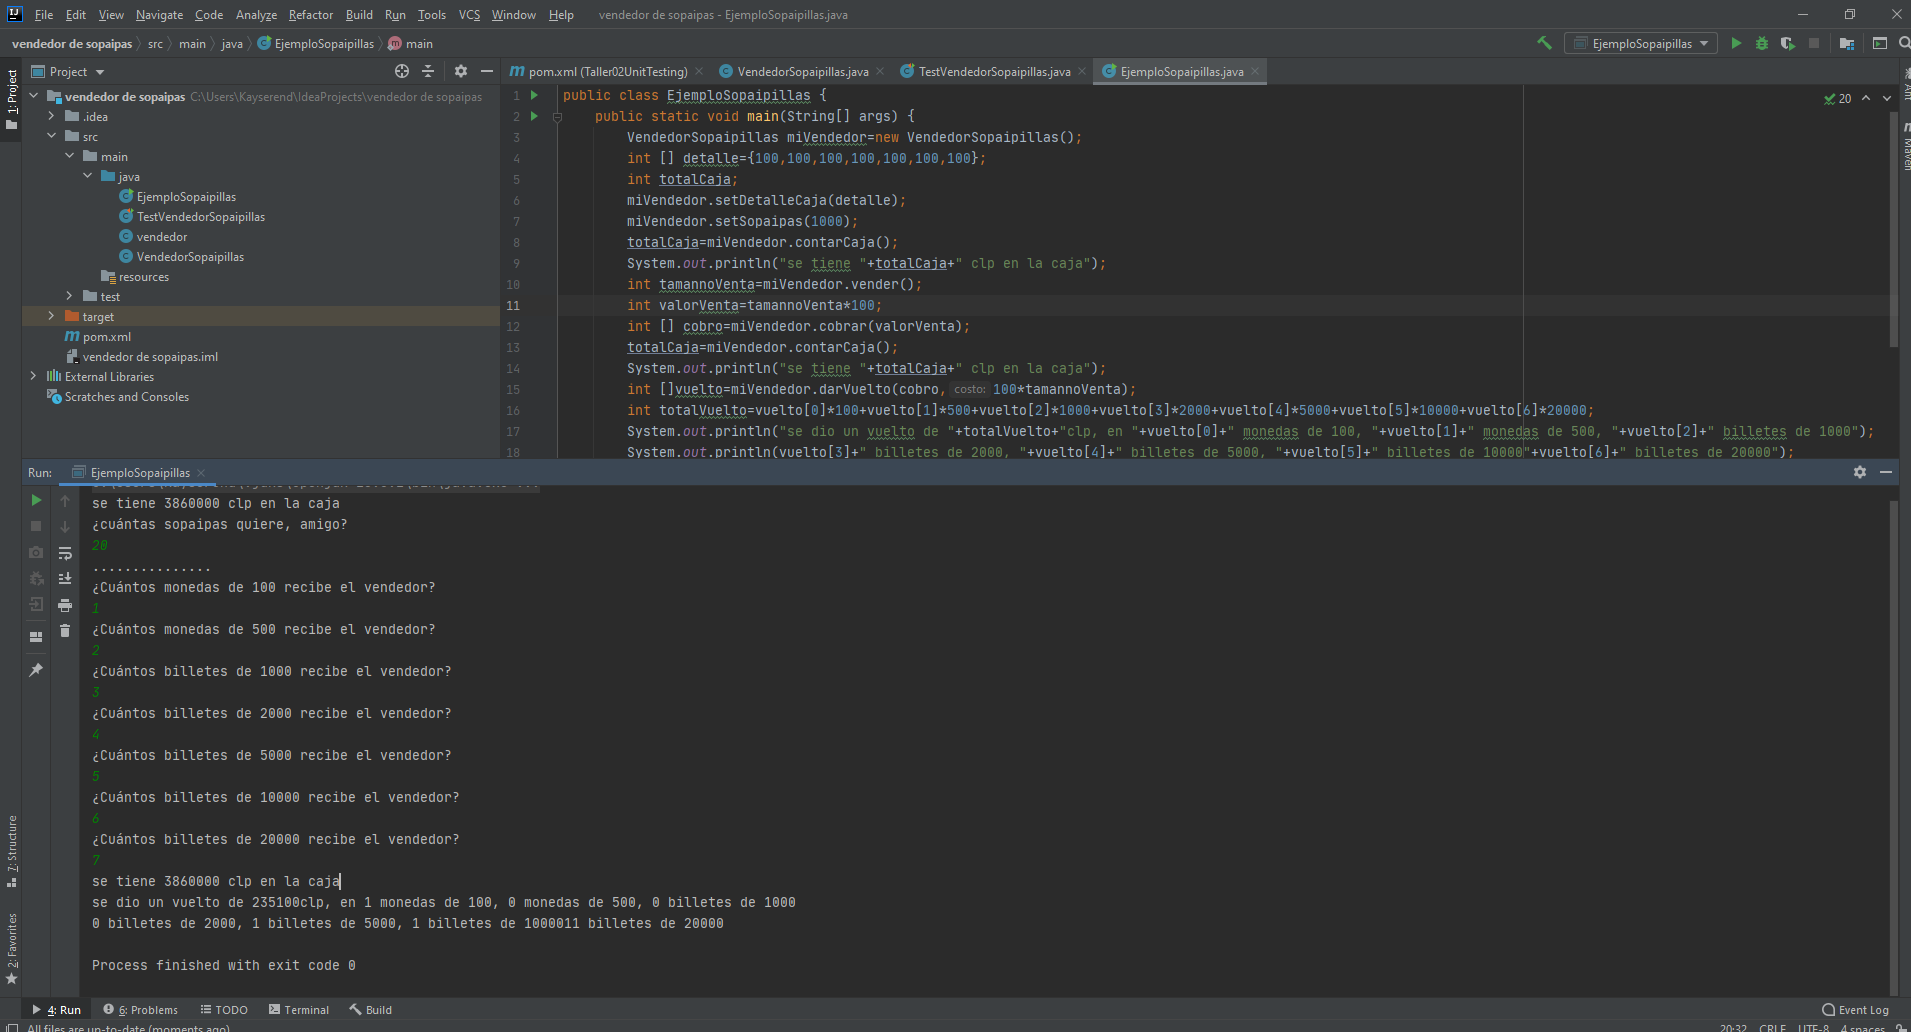 File Edit View Navigate Code Analyze Refactor Build Run Tools VCS Window Help vendedor de sopaipas - EjemploSopaipillas.java
vendedor de sopaipas src main java EjemploSopaipillas main EjemploSopaipillas
1: Project
Project
vendedor de sopaipas C:\Users\Kayserend\IdeaProjects\vendedor de sopaipas
.idea
src
main
java
EjemploSopaipillas
TestVendedorSopaipillas
vendedor
VendedorSopaipillas
resources
test
target
pom.xml
vendedor de sopaipas.iml
External Libraries
Scratches and Consoles
pom.xml (Taller02UnitTesting) VendedorSopaipillas.java TestVendedorSopaipillas.java EjemploSopaipillas.java
20
Ant
Maven
1 public class EjemploSopaipillas {
2 public static void main(String[] args) {
3 VendedorSopaipillas miVendedor=new VendedorSopaipillas();
4 int [] detalle={100,100,100,100,100,100,100};
5 int totalCaja;
6 miVendedor.setDetalleCaja(detalle);
7 miVendedor.setSopaipas(1000);
8 totalCaja=miVendedor.contarCaja();
9 System.out.println("se tiene "+totalCaja+" clp en la caja");
10 int tamannoVenta=miVendedor.vender();
11 int valorVenta=tamannoVenta*100;
12 int [] cobro=miVendedor.cobrar(valorVenta);
13 totalCaja=miVendedor.contarCaja();
14 System.out.println("se tiene "+totalCaja+" clp en la caja");
15 int []vuelto=miVendedor.darVuelto(cobro, costo: 100*tamannoVenta);
16 int totalVuelto=vuelto[0]*100+vuelto[1]*500+vuelto[2]*1000+vuelto[3]*2000+vuelto[4]*5000+vuelto[5]*10000+vuelto[6]*20000;
17 System.out.println("se dio un vuelto de "+totalVuelto+"clp, en "+vuelto[0]+" monedas de 100, "+vuelto[1]+" monedas de 500, "+vuelto[2]+" billetes de 1000");
18 System.out.println(vuelto[3]+" billetes de 2000, "+vuelto[4]+" billetes de 5000, "+vuelto[5]+" billetes de 10000"+vuelto[6]+" billetes de 20000");
Run: EjemploSopaipillas
se tiene 3860000 clp en la caja
¿cuántas sopaipas quiere, amigo?
20
...............
¿Cuántos monedas de 100 recibe el vendedor?
1
¿Cuántos monedas de 500 recibe el vendedor?
2
¿Cuántos billetes de 1000 recibe el vendedor?
3
¿Cuántos billetes de 2000 recibe el vendedor?
4
¿Cuántos billetes de 5000 recibe el vendedor?
5
¿Cuántos billetes de 10000 recibe el vendedor?
6
¿Cuántos billetes de 20000 recibe el vendedor?
7
se tiene 3860000 clp en la caja
se dio un vuelto de 235100clp, en 1 monedas de 100, 0 monedas de 500, 0 billetes de 1000
0 billetes de 2000, 1 billetes de 5000, 1 billetes de 1000011 billetes de 20000
Process finished with exit code 0
7: Structure
2: Favorites
4: Run 6: Problems TODO Terminal Build Event Log
All files are up-to-date (moments ago) 20:32 CRLF UTF-8 4 spaces